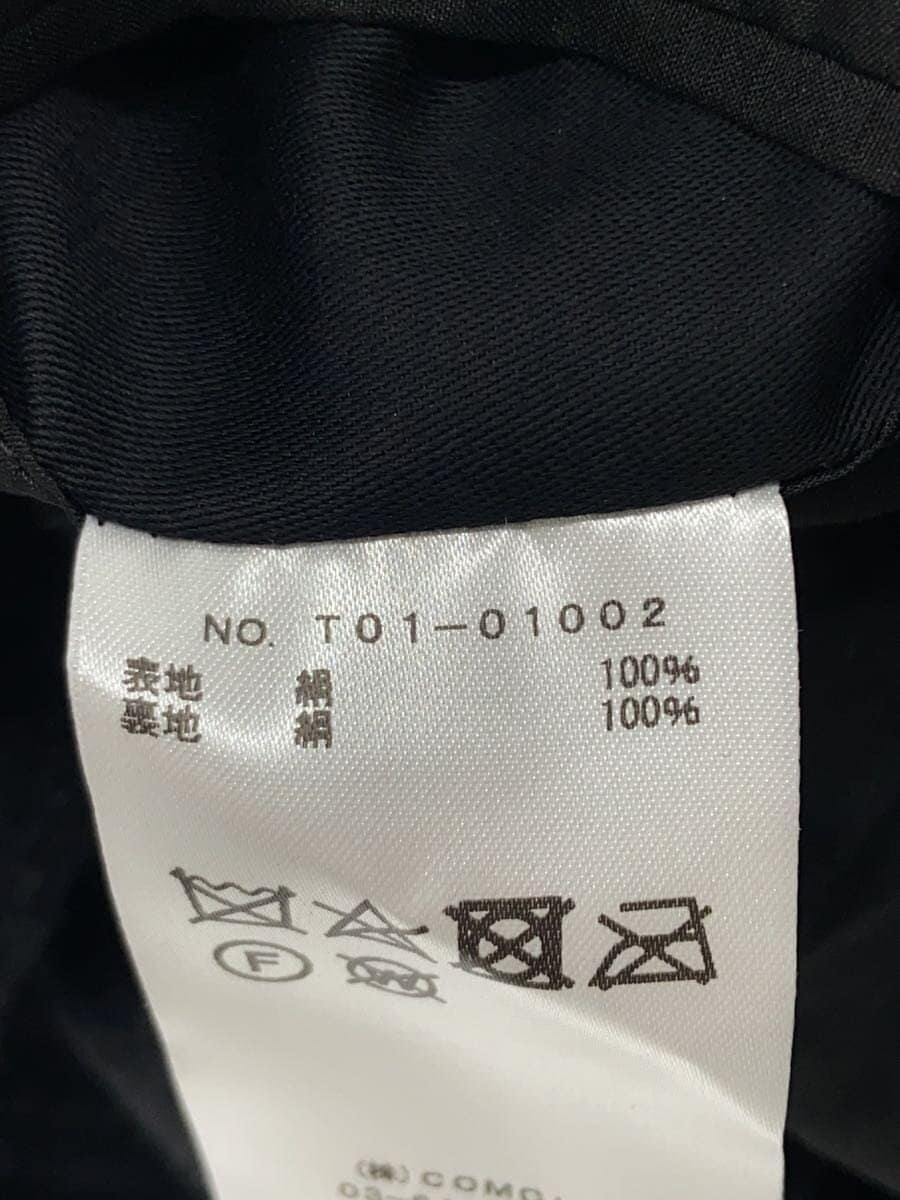 NO. T01-01002
表地 絹 100%
裏地 絹 100%
F
W
(株)COMO.